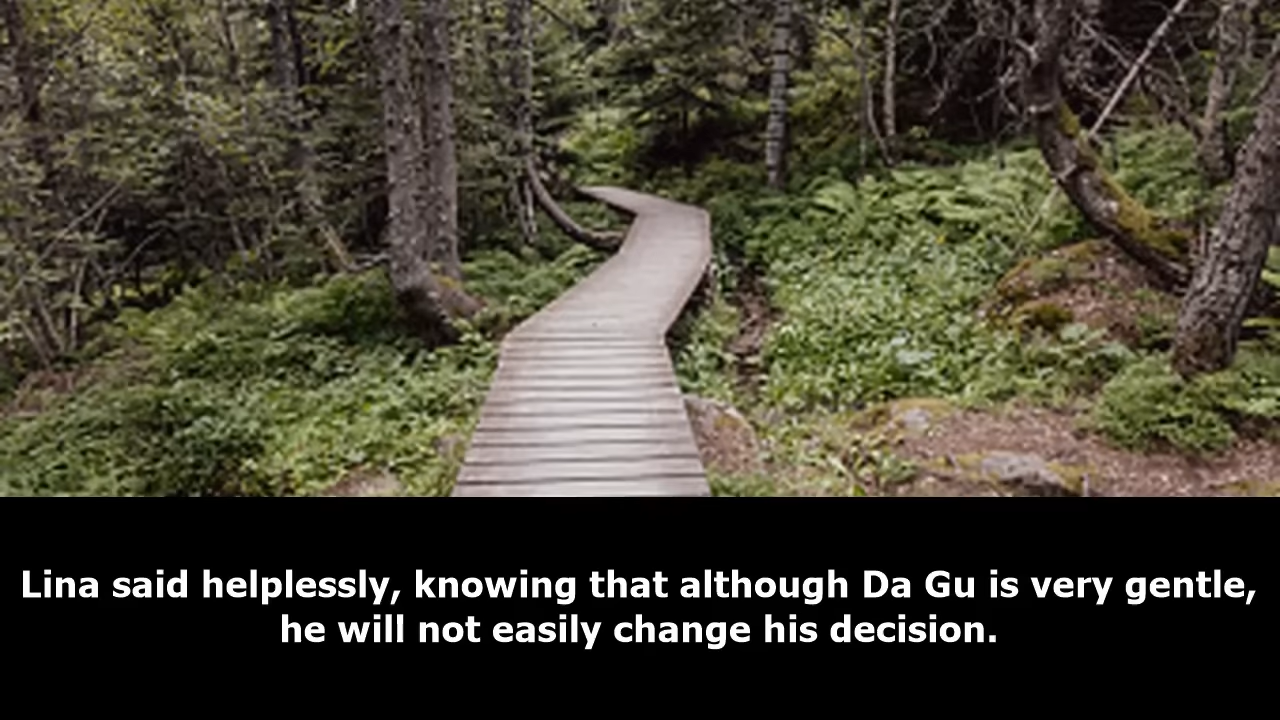 Lina said helplessly, knowing that although Da Gu is very gentle,
he will not easily change his decision.